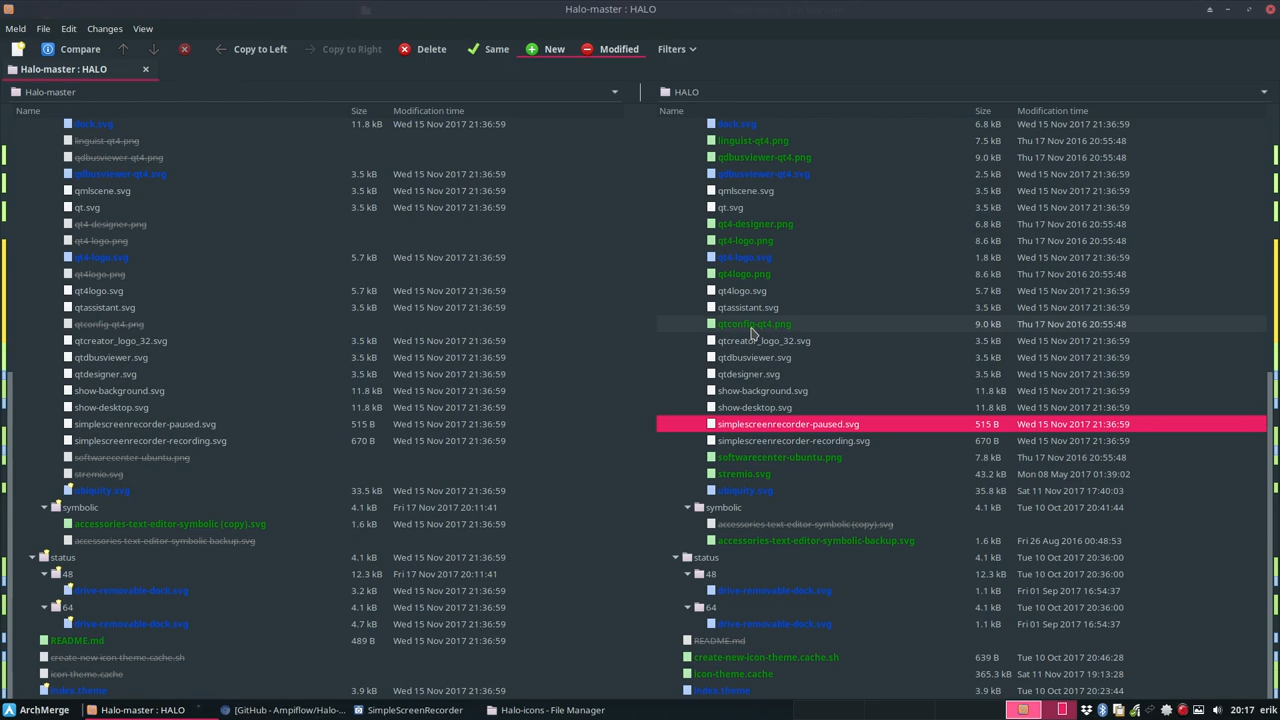 Halo-master : HALO
Meld File Edit Changes View
Compare Copy to Left Copy to Right Delete Same New Modified Filters
Halo-master : HALO
Halo-master HALO
Name Size Modification time Name Size Modification time
dock.svg 11.8 kB Wed 15 Nov 2017 21:36:59 dock.svg 6.8 kB Wed 15 Nov 2017 21:36:59
linguist-qt4.png linguist-qt4.png 7.5 kB Thu 17 Nov 2016 20:55:48
qdbusviewer-qt4.png qdbusviewer-qt4.png 9.0 kB Thu 17 Nov 2016 20:55:48
qdbusviewer-qt4.svg 3.5 kB Wed 15 Nov 2017 21:36:59 qdbusviewer-qt4.svg 2.5 kB Wed 15 Nov 2017 21:36:59
qmlscene.svg 3.5 kB Wed 15 Nov 2017 21:36:59 qmlscene.svg 3.5 kB Wed 15 Nov 2017 21:36:59
qt.svg 3.5 kB Wed 15 Nov 2017 21:36:59 qt.svg 3.5 kB Wed 15 Nov 2017 21:36:59
qt4-designer.png qt4-designer.png 6.8 kB Thu 17 Nov 2016 20:55:48
qt4-logo.png qt4-logo.png 8.6 kB Thu 17 Nov 2016 20:55:48
qt4-logo.svg 5.7 kB Wed 15 Nov 2017 21:36:59 qt4-logo.svg 1.8 kB Wed 15 Nov 2017 21:36:59
qt4logo.png qt4logo.png 8.6 kB Thu 17 Nov 2016 20:55:48
qt4logo.svg 5.7 kB Wed 15 Nov 2017 21:36:59 qt4logo.svg 5.7 kB Wed 15 Nov 2017 21:36:59
qtassistant.svg 3.5 kB Wed 15 Nov 2017 21:36:59 qtassistant.svg 3.5 kB Wed 15 Nov 2017 21:36:59
qtconfig-qt4.png qtconfig-qt4.png 9.0 kB Thu 17 Nov 2016 20:55:48
qtcreator_logo_32.svg 3.5 kB Wed 15 Nov 2017 21:36:59 qtcreator_logo_32.svg 3.5 kB Wed 15 Nov 2017 21:36:59
qtdbusviewer.svg 3.5 kB Wed 15 Nov 2017 21:36:59 qtdbusviewer.svg 3.5 kB Wed 15 Nov 2017 21:36:59
qtdesigner.svg 3.5 kB Wed 15 Nov 2017 21:36:59 qtdesigner.svg 3.5 kB Wed 15 Nov 2017 21:36:59
show-background.svg 11.8 kB Wed 15 Nov 2017 21:36:59 show-background.svg 11.8 kB Wed 15 Nov 2017 21:36:59
show-desktop.svg 11.8 kB Wed 15 Nov 2017 21:36:59 show-desktop.svg 11.8 kB Wed 15 Nov 2017 21:36:59
simplescreenrecorder-paused.svg 515 B Wed 15 Nov 2017 21:36:59 simplescreenrecorder-paused.svg 515 B Wed 15 Nov 2017 21:36:59
simplescreenrecorder-recording.svg 670 B Wed 15 Nov 2017 21:36:59 simplescreenrecorder-recording.svg 670 B Wed 15 Nov 2017 21:36:59
softwarecenter-ubuntu.png softwarecenter-ubuntu.png 7.8 kB Thu 17 Nov 2016 20:55:48
stremio.svg stremio.svg 43.2 kB Mon 08 May 2017 01:39:02
ubiquity.svg 33.5 kB Wed 15 Nov 2017 21:36:59 ubiquity.svg 35.8 kB Sat 11 Nov 2017 17:40:03
symbolic 4.1 kB Fri 17 Nov 2017 20:11:41 symbolic 4.1 kB Tue 10 Oct 2017 20:41:44
accessories-text-editor-symbolic (copy).svg 1.6 kB Wed 15 Nov 2017 21:36:59 accessories-text-editor-symbolic (copy).svg
accessories-text-editor-symbolic-backup.svg accessories-text-editor-symbolic-backup.svg 1.6 kB Fri 26 Aug 2016 00:48:53
status 4.1 kB Wed 15 Nov 2017 21:36:59 status 4.1 kB Tue 10 Oct 2017 20:36:00
48 12.3 kB Fri 17 Nov 2017 20:11:41 48 12.3 kB Tue 10 Oct 2017 20:36:00
drive-removable-dock.svg 3.2 kB Wed 15 Nov 2017 21:36:59 drive-removable-dock.svg 1.1 kB Fri 01 Sep 2017 16:54:37
64 4.1 kB Wed 15 Nov 2017 21:36:59 64 4.1 kB Tue 10 Oct 2017 20:36:00
drive-removable-dock.svg 4.7 kB Wed 15 Nov 2017 21:36:59 drive-removable-dock.svg 1.1 kB Fri 01 Sep 2017 16:54:37
README.md 489 B Wed 15 Nov 2017 21:36:59 README.md
create-new-icon-theme.cache.sh create-new-icon-theme.cache.sh 639 B Tue 10 Oct 2017 20:46:28
icon-theme.cache icon-theme.cache 365.3 kB Sat 11 Nov 2017 19:13:28
index.theme 3.9 kB Wed 15 Nov 2017 21:36:59 index.theme 3.9 kB Tue 10 Oct 2017 20:23:44
ArchMerge Halo-master : HALO [GitHub - Ampiflow/Halo-... SimpleScreenRecorder Halo-icons - File Manager 20:17 erik